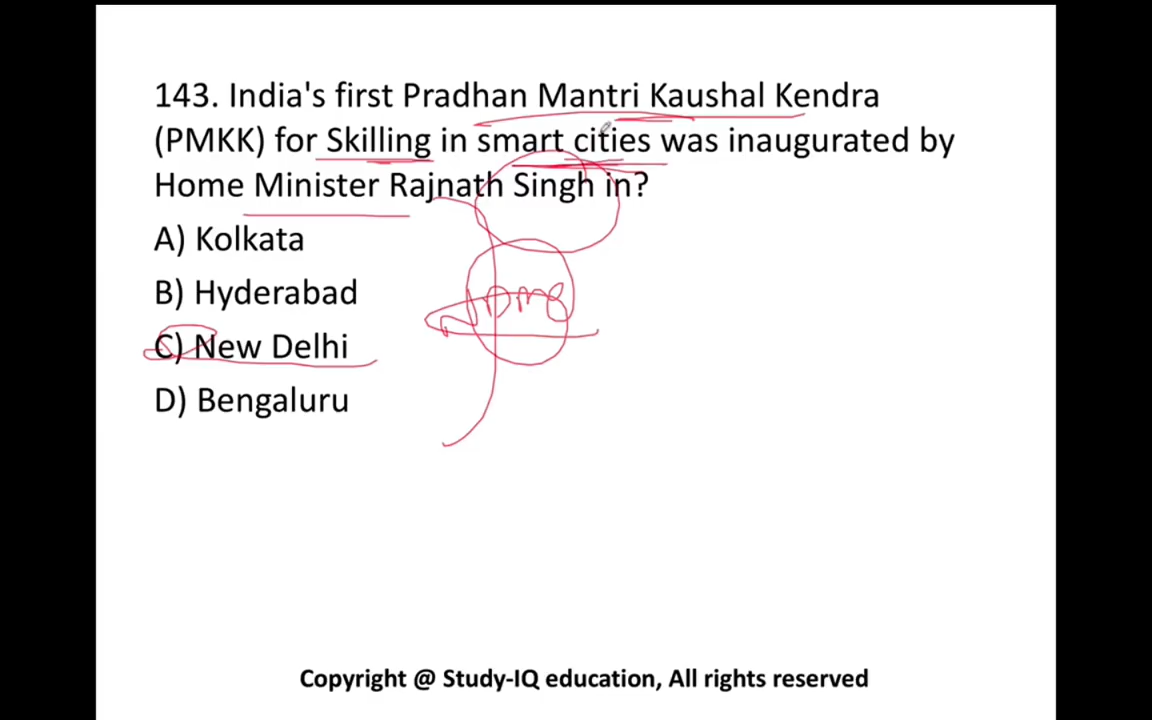 143. India's first Pradhan Mantri Kaushal Kendra
(PMKK) for Skilling in smart cities was inaugurated by
Home Minister Rajnath Singh in?
A) Kolkata
B) Hyderabad
C) New Delhi
D) Bengaluru
Copyright @ Study-IQ education, All rights reserved